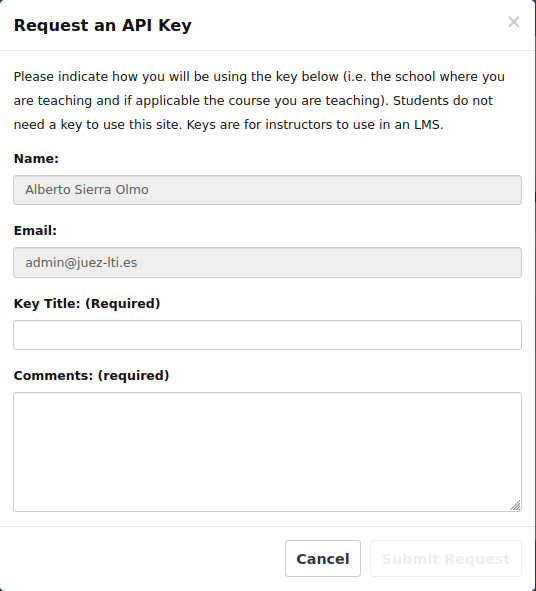 Request an API Key
×
Please indicate how you will be using the key below (i.e. the school where you
are teaching and if applicable the course you are teaching). Students do not
need a key to use this site. Keys are for instructors to use in an LMS.
Name:
Alberto Sierra Olmo
Email:
admin@juez-lti.es
Key Title: (Required)
Comments: (required)
Cancel Submit Request